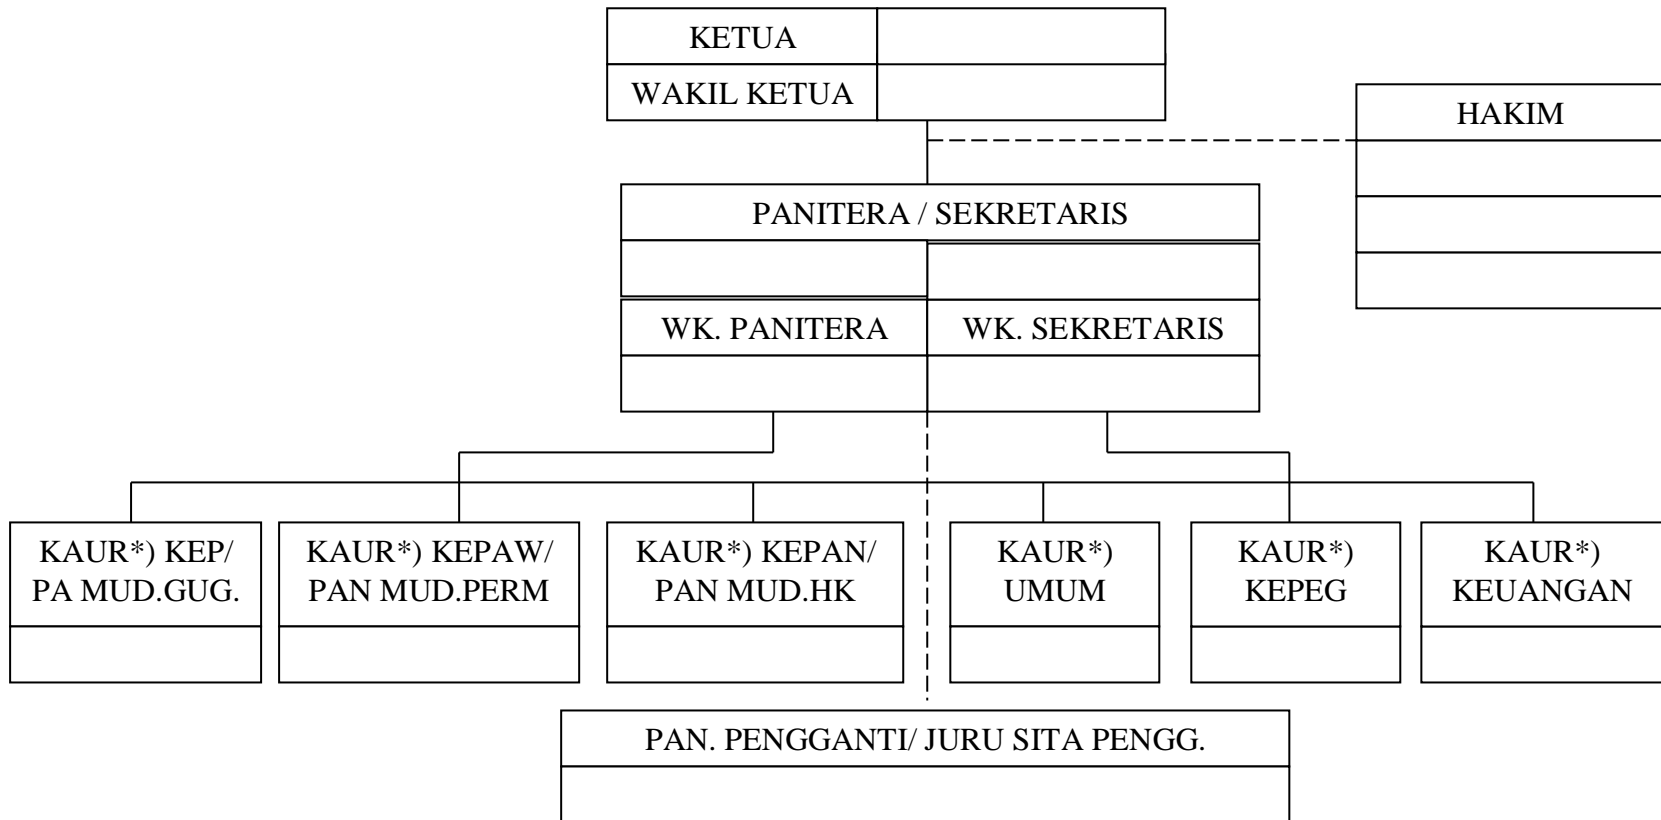 KETUA
WAKIL KETUA
HAKIM
PANITERA / SEKRETARIS
WK. PANITERA
WK. SEKRETARIS
KAUR*) KEP/
PA MUD.GUG.
KAUR*) KEPAW/
PAN MUD.PERM
KAUR*) KEPAN/
PAN MUD.HK
KAUR*)
UMUM
KAUR*)
KEPEG
KAUR*)
KEUANGAN
PAN. PENGGANTI/ JURU SITA PENGG.